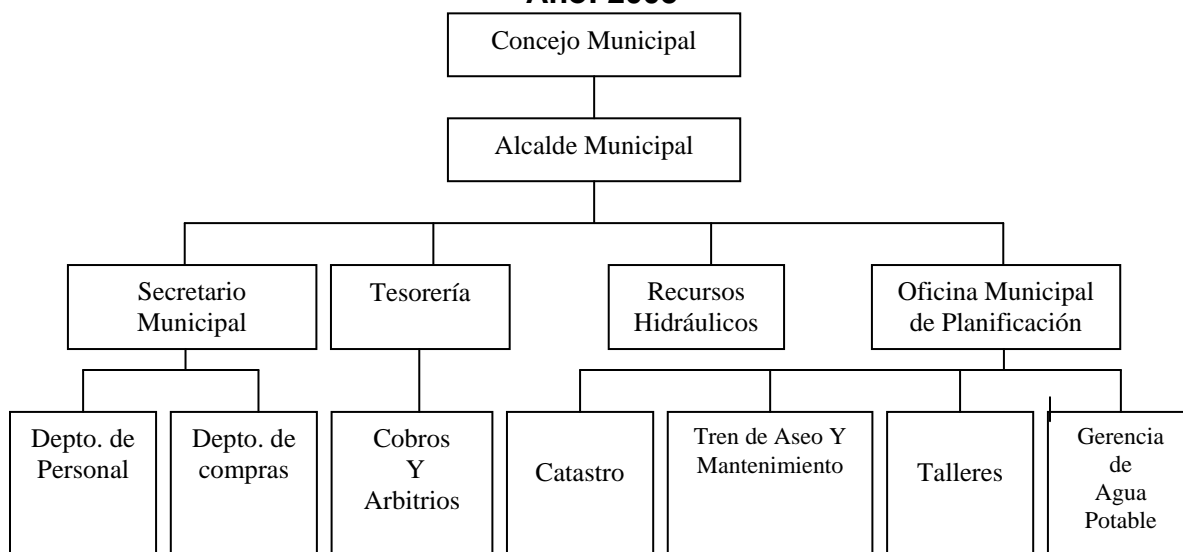 Concejo Municipal
Alcalde Municipal
Secretario
Municipal
Tesorería
Recursos
Hidráulicos
Oficina Municipal
de Planificación
Depto. de
Personal
Depto. de
compras
Cobros
Y
Arbitrios
Catastro
Tren de Aseo Y
Mantenimiento
Talleres
Gerencia
de
Agua
Potable